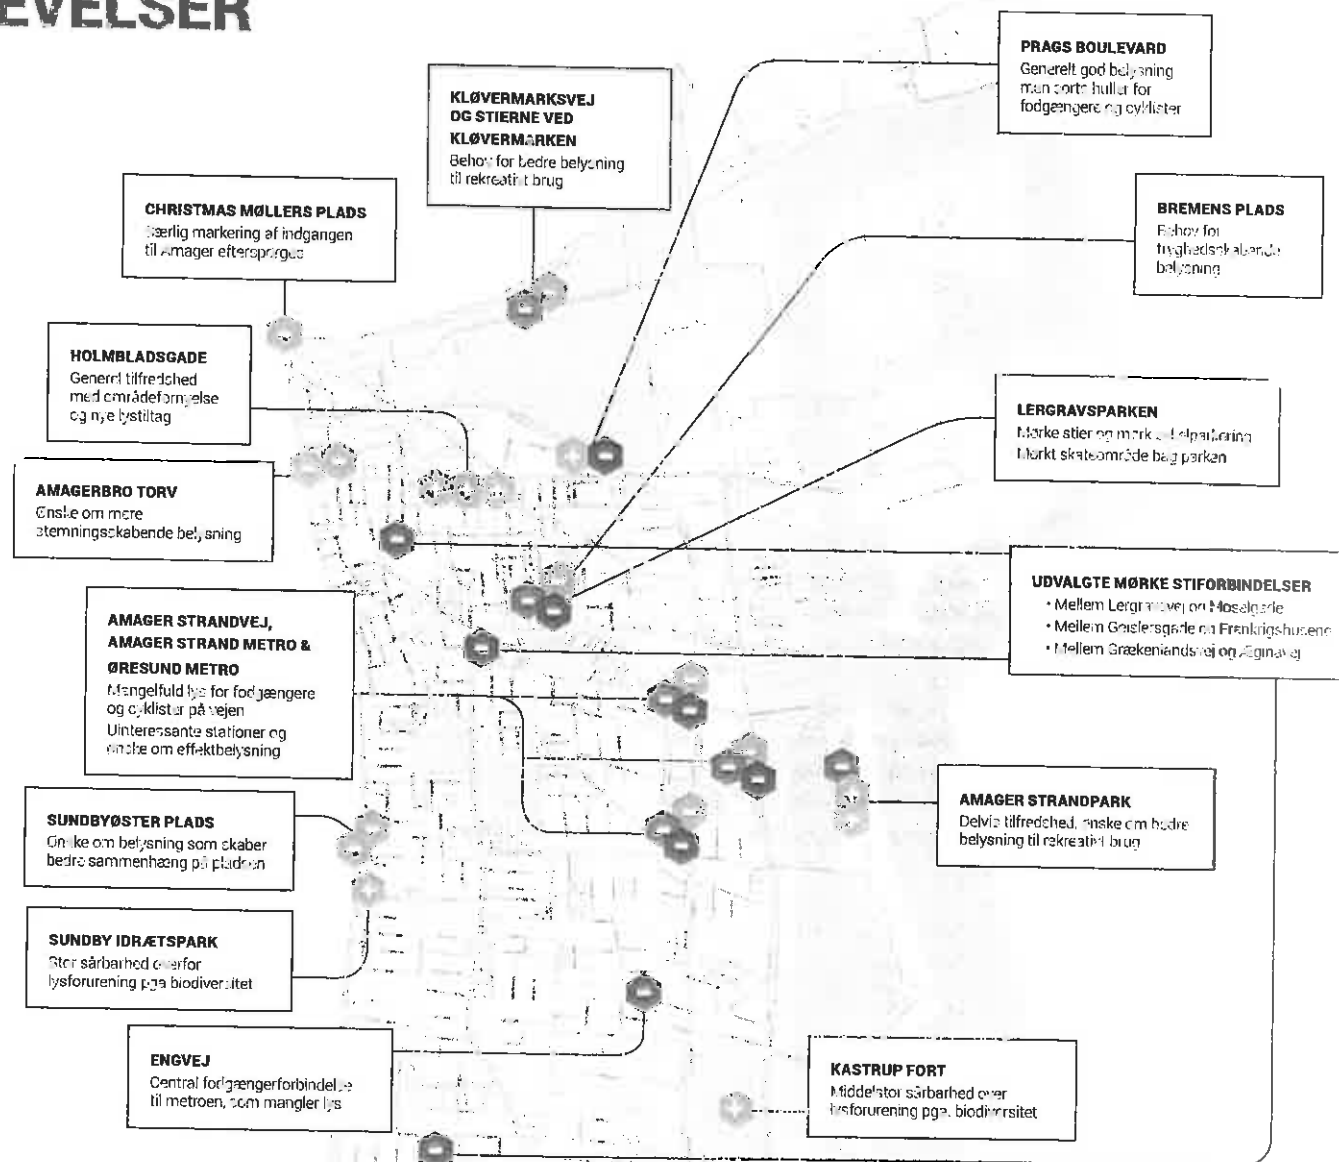 EVELSER
PRAGS BOULEVARD
Generelt god belysning
men sorte huller for
fodgængere og cyklister
KLØVERMARKSVEJ
OG STIERNE VED
KLØVERMARKEN
Behov for bedre belysning
til rekreativt brug
CHRISTMAS MØLLERS PLADS
Særlig markering af indgangen
til Amager efterspørges
BREMENS PLADS
Behov for
tryghedsskabende
belysning
HOLMBLADSGADE
Generel tilfredshed
med områdefornyelse
og nye lystiltag
LERGRAVSPARKEN
Mørke stier og mørk cykelparkering
Mørkt skateområde bag parken
AMAGERBRO TORV
Ønske om mere
stemningsskabende belysning
UDVALGTE MØRKE STIFORBINDELSER
• Mellem Lergravsvej og Moselgade
• Mellem Geislersgade og Frankrigshusene
• Mellem Grækenlandsvej og Æginavej
AMAGER STRANDVEJ,
AMAGER STRAND METRO &
ØRESUND METRO
Mangelfuld lys for fodgængere
og cyklister på vejen
Uinteressante stationer og
ønske om effektbelysning
SUNDBYØSTER PLADS
Ønske om belysning som skaber
bedre sammenhæng på pladsen
AMAGER STRANDPARK
Delvis tilfredshed, ønske om bedre
belysning til rekreativt brug
SUNDBY IDRÆTSPARK
Stor sårbarhed overfor
lysforurening pga biodiversitet
ENGVEJ
Central fodgængerforbindelse
til metroen, som mangler lys
KASTRUP FORT
Middelstor sårbarhed over
lysforurening pga. biodiversitet